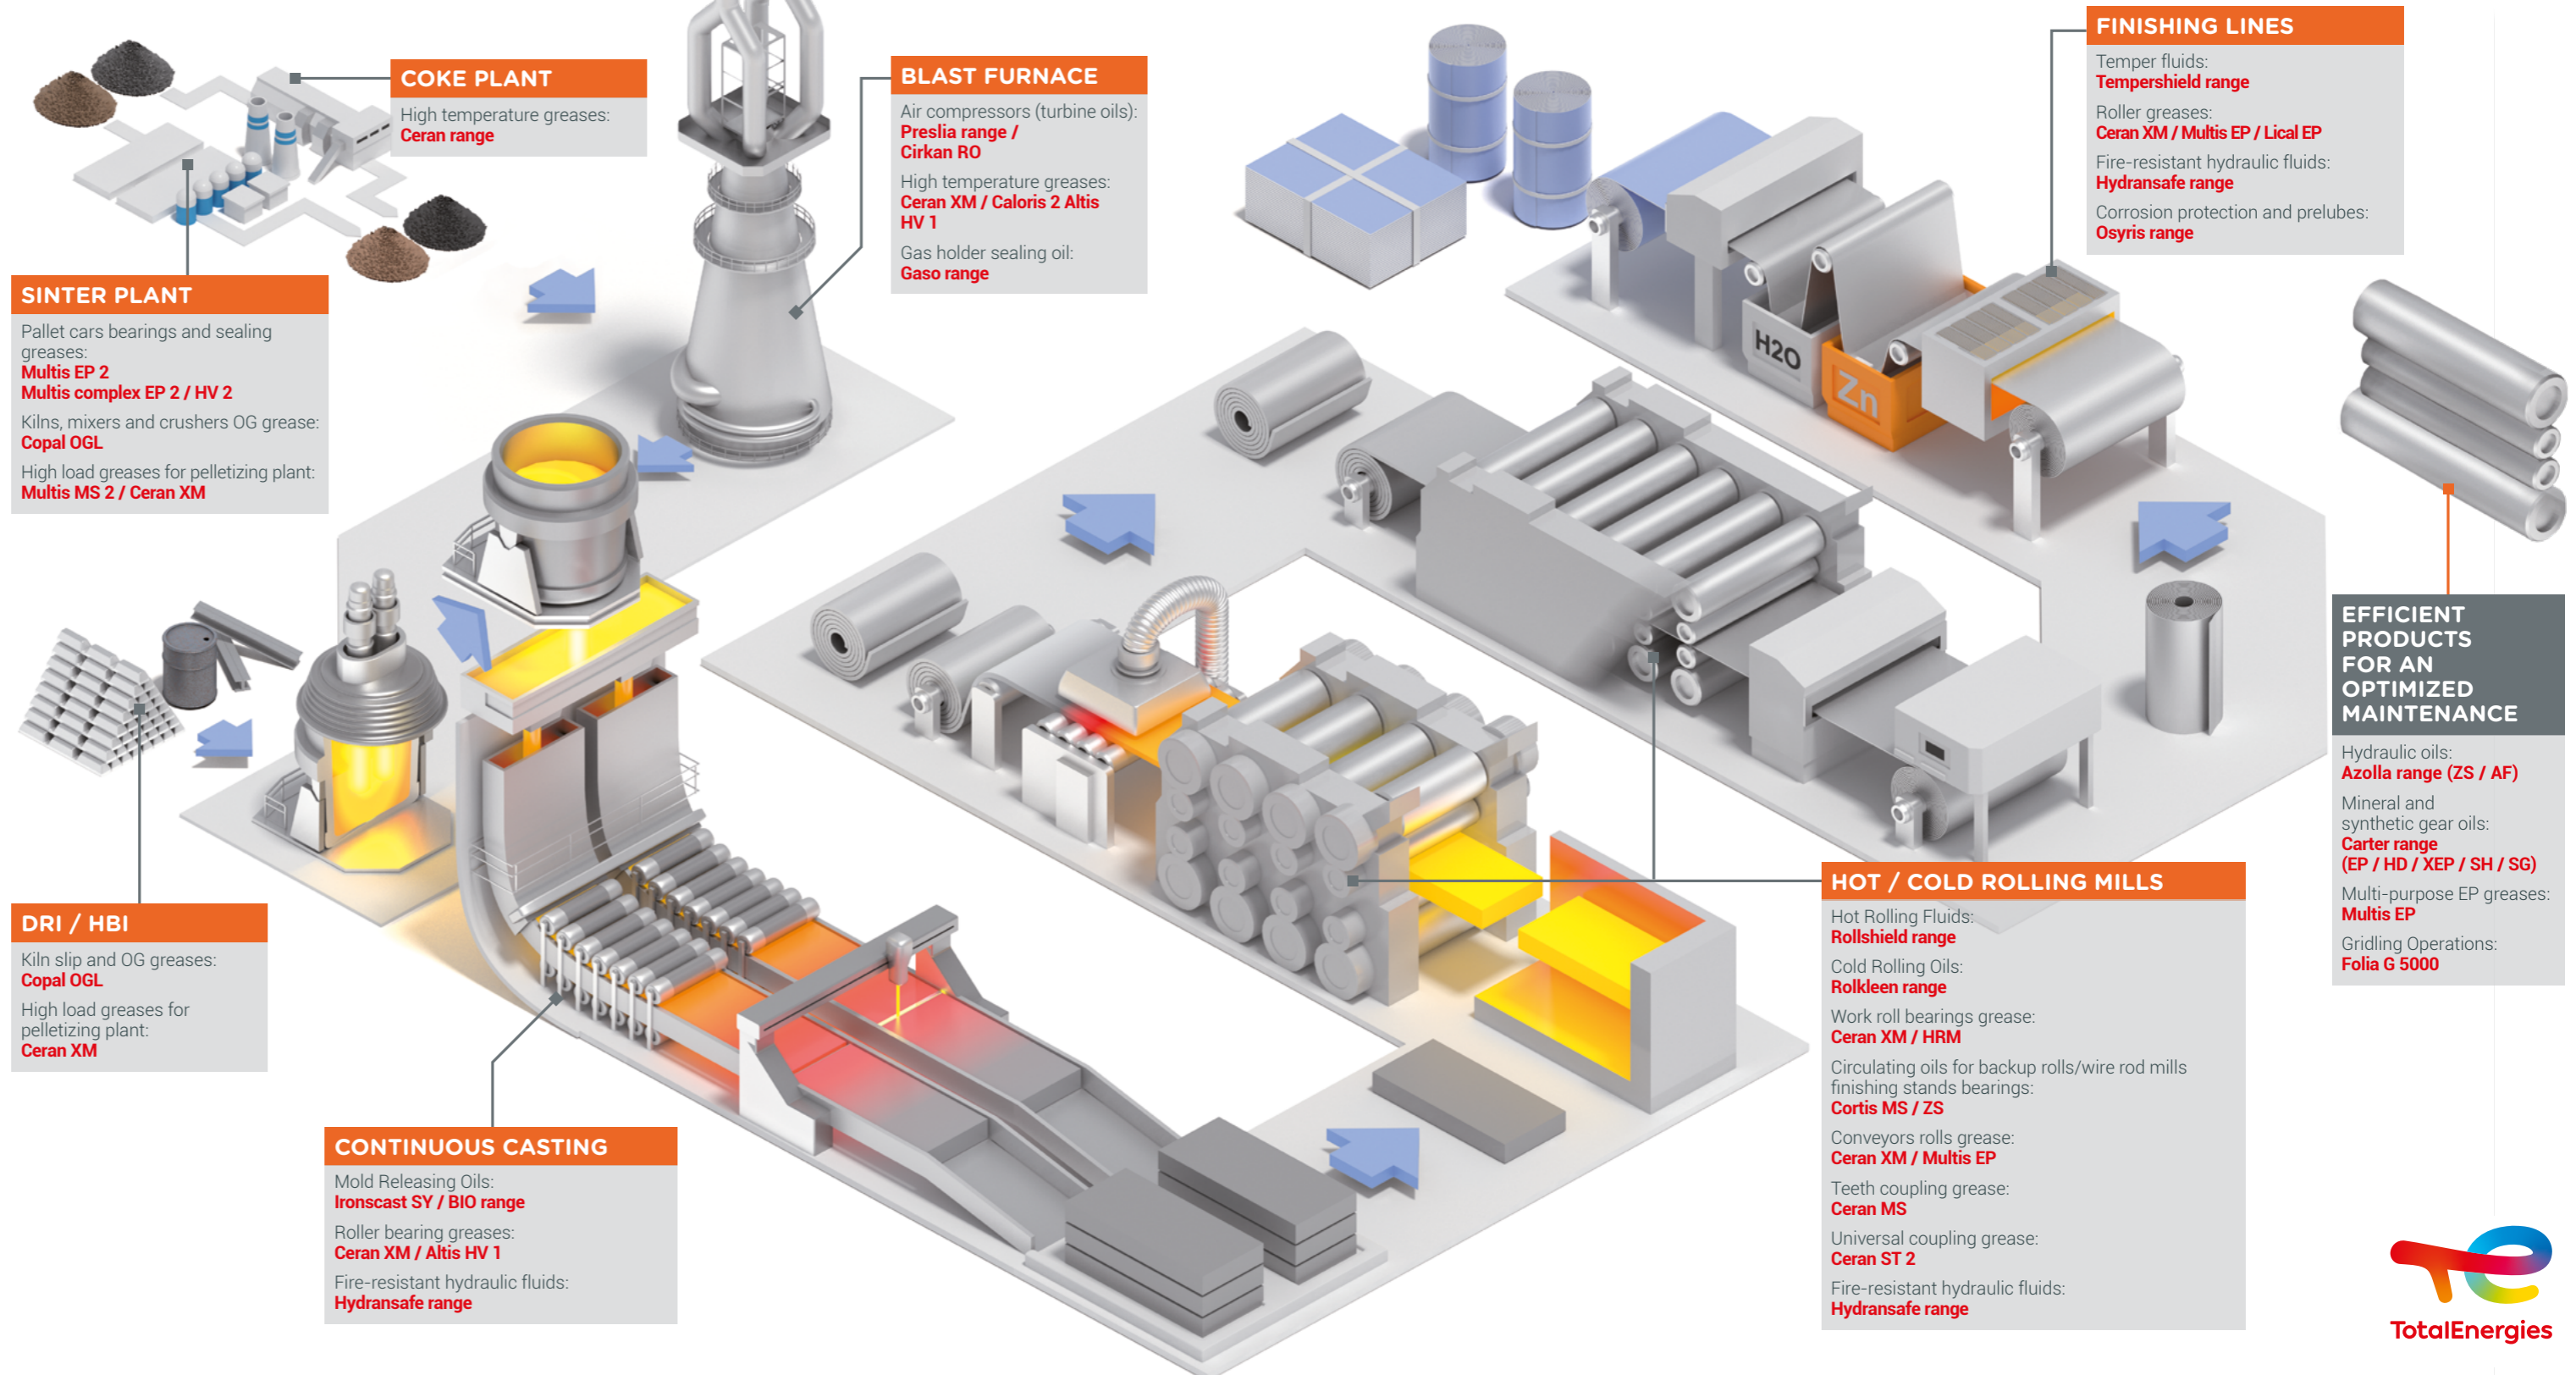 COKE PLANT
High temperature greases:
Ceran range
SINTER PLANT
Pallet cars bearings and sealing
greases:
Multis EP 2
Multis complex EP 2 / HV 2
Kilns, mixers and crushers OG grease:
Copal OGL
High load greases for pelletizing plant:
Multis MS 2 / Ceran XM
BLAST FURNACE
Air compressors (turbine oils):
Preslia range /
Cirkan RO
High temperature greases:
Ceran XM / Caloris 2 Altis
HV 1
Gas holder sealing oil:
Gaso range
FINISHING LINES
Temper fluids:
Tempershield range
Roller greases:
Ceran XM / Multis EP / Lical EP
Fire-resistant hydraulic fluids:
Hydransafe range
Corrosion protection and prelubes:
Osyris range
H2O
Zn
DRI / HBI
Kiln slip and OG greases:
Copal OGL
High load greases for
pelletizing plant:
Ceran XM
CONTINUOUS CASTING
Mold Releasing Oils:
Ironscast SY / BIO range
Roller bearing greases:
Ceran XM / Altis HV 1
Fire-resistant hydraulic fluids:
Hydransafe range
HOT / COLD ROLLING MILLS
Hot Rolling Fluids:
Rollshield range
Cold Rolling Oils:
Rolkleen range
Work roll bearings grease:
Ceran XM / HRM
Circulating oils for backup rolls/wire rod mills
finishing stands bearings:
Cortis MS / ZS
Conveyors rolls grease:
Ceran XM / Multis EP
Teeth coupling grease:
Ceran MS
Universal coupling grease:
Ceran ST 2
Fire-resistant hydraulic fluids:
Hydransafe range
EFFICIENT
PRODUCTS
FOR AN
OPTIMIZED
MAINTENANCE
Hydraulic oils:
Azolla range (ZS / AF)
Mineral and
synthetic gear oils:
Carter range
(EP / HD / XEP / SH / SG)
Multi-purpose EP greases:
Multis EP
Gridling Operations:
Folia G 5000
TotalEnergies